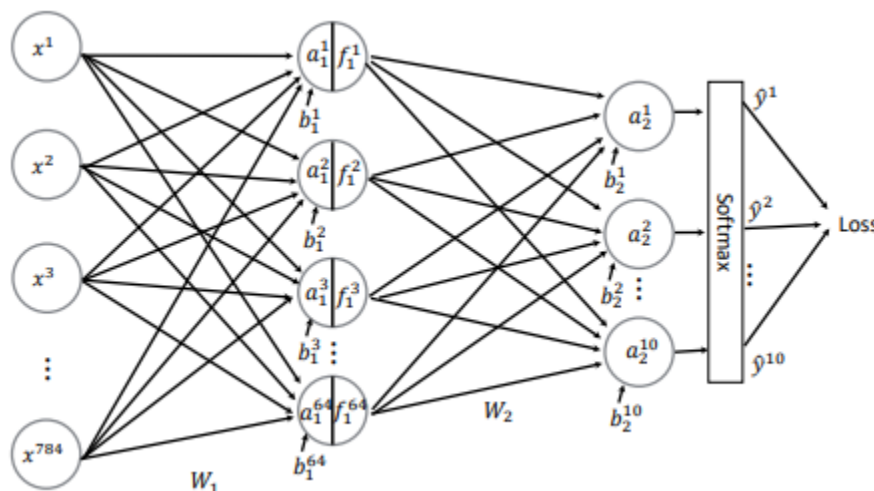 x¹
x²
x³
...
x⁷⁸⁴
W₁
a₁¹ f₁¹
b₁¹
a₁² f₁²
b₁²
a₁³ f₁³
b₁³ ...
a₁⁶⁴ f₁⁶⁴
b₁⁶⁴
W₂
a₂¹
b₂¹
a₂²
b₂² ...
a₂¹⁰
b₂¹⁰
Softmax
ŷ¹
ŷ²
...
ŷ¹⁰
Loss